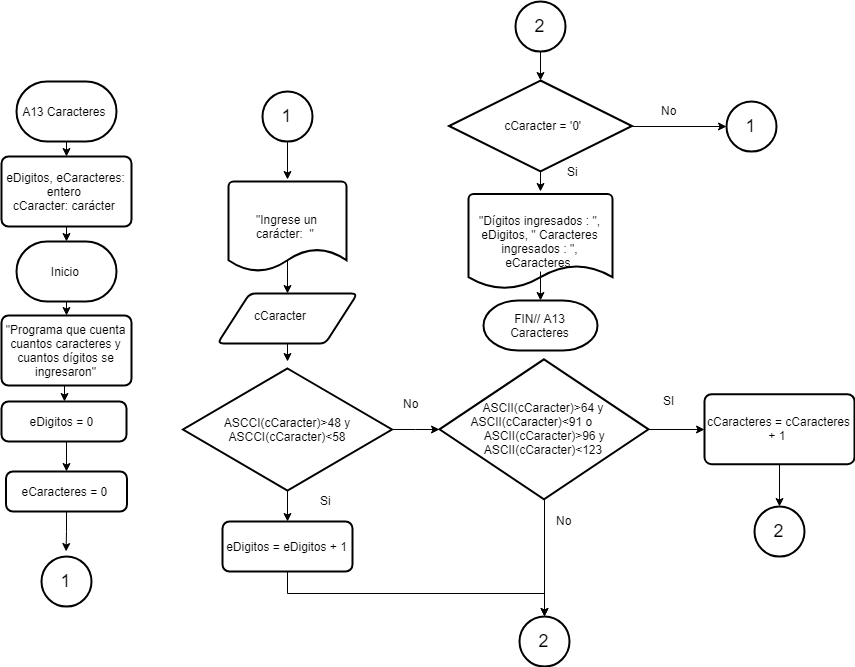 A13 Caracteres
eDigitos, eCaracteres:
entero
cCaracter: carácter
Inicio
"Programa que cuenta
cuantos caracteres y
cuantos dígitos se
ingresaron"
eDigitos = 0
eCaracteres = 0
1
1
"Ingrese un
carácter:  "
cCaracter
ASCCI(cCaracter)>48 y
ASCCI(cCaracter)<58
No
Si
eDigitos = eDigitos + 1
2
cCaracter = '0'
No
1
Si
"Dígitos ingresados : ",
eDigitos, " Caracteres
ingresados : ",
eCaracteres
FIN// A13
Caracteres
ASCII(cCaracter)>64 y
ASCII(cCaracter)<91 o
ASCII(cCaracter)>96 y
ASCII(cCaracter)<123
SI
No
cCaracteres = cCaracteres
+ 1
2
2